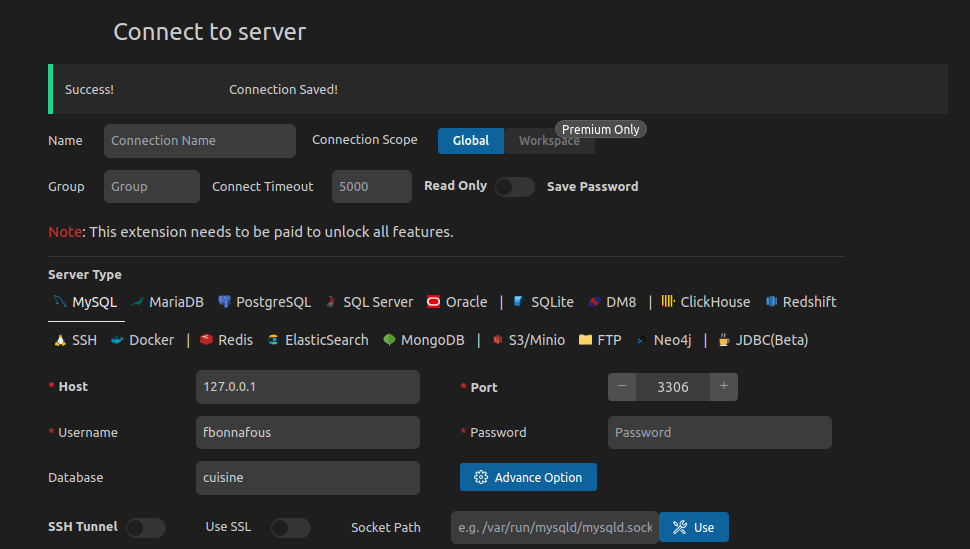 Connect to server
Success! Connection Saved!
Name Connection Name Connection Scope Global Workspace Premium Only
Group Group Connect Timeout 5000 Read Only Save Password
Note: This extension needs to be paid to unlock all features.
Server Type
MySQL MariaDB PostgreSQL SQL Server Oracle | SQLite DM8 | ClickHouse Redshift
SSH Docker | Redis ElasticSearch MongoDB | S3/Minio FTP Neo4j | JDBC(Beta)
* Host 127.0.0.1 * Port − 3306 +
* Username fbonnafous * Password Password
Database cuisine Advance Option
SSH Tunnel Use SSL Socket Path e.g. /var/run/mysqld/mysqld.sock Use